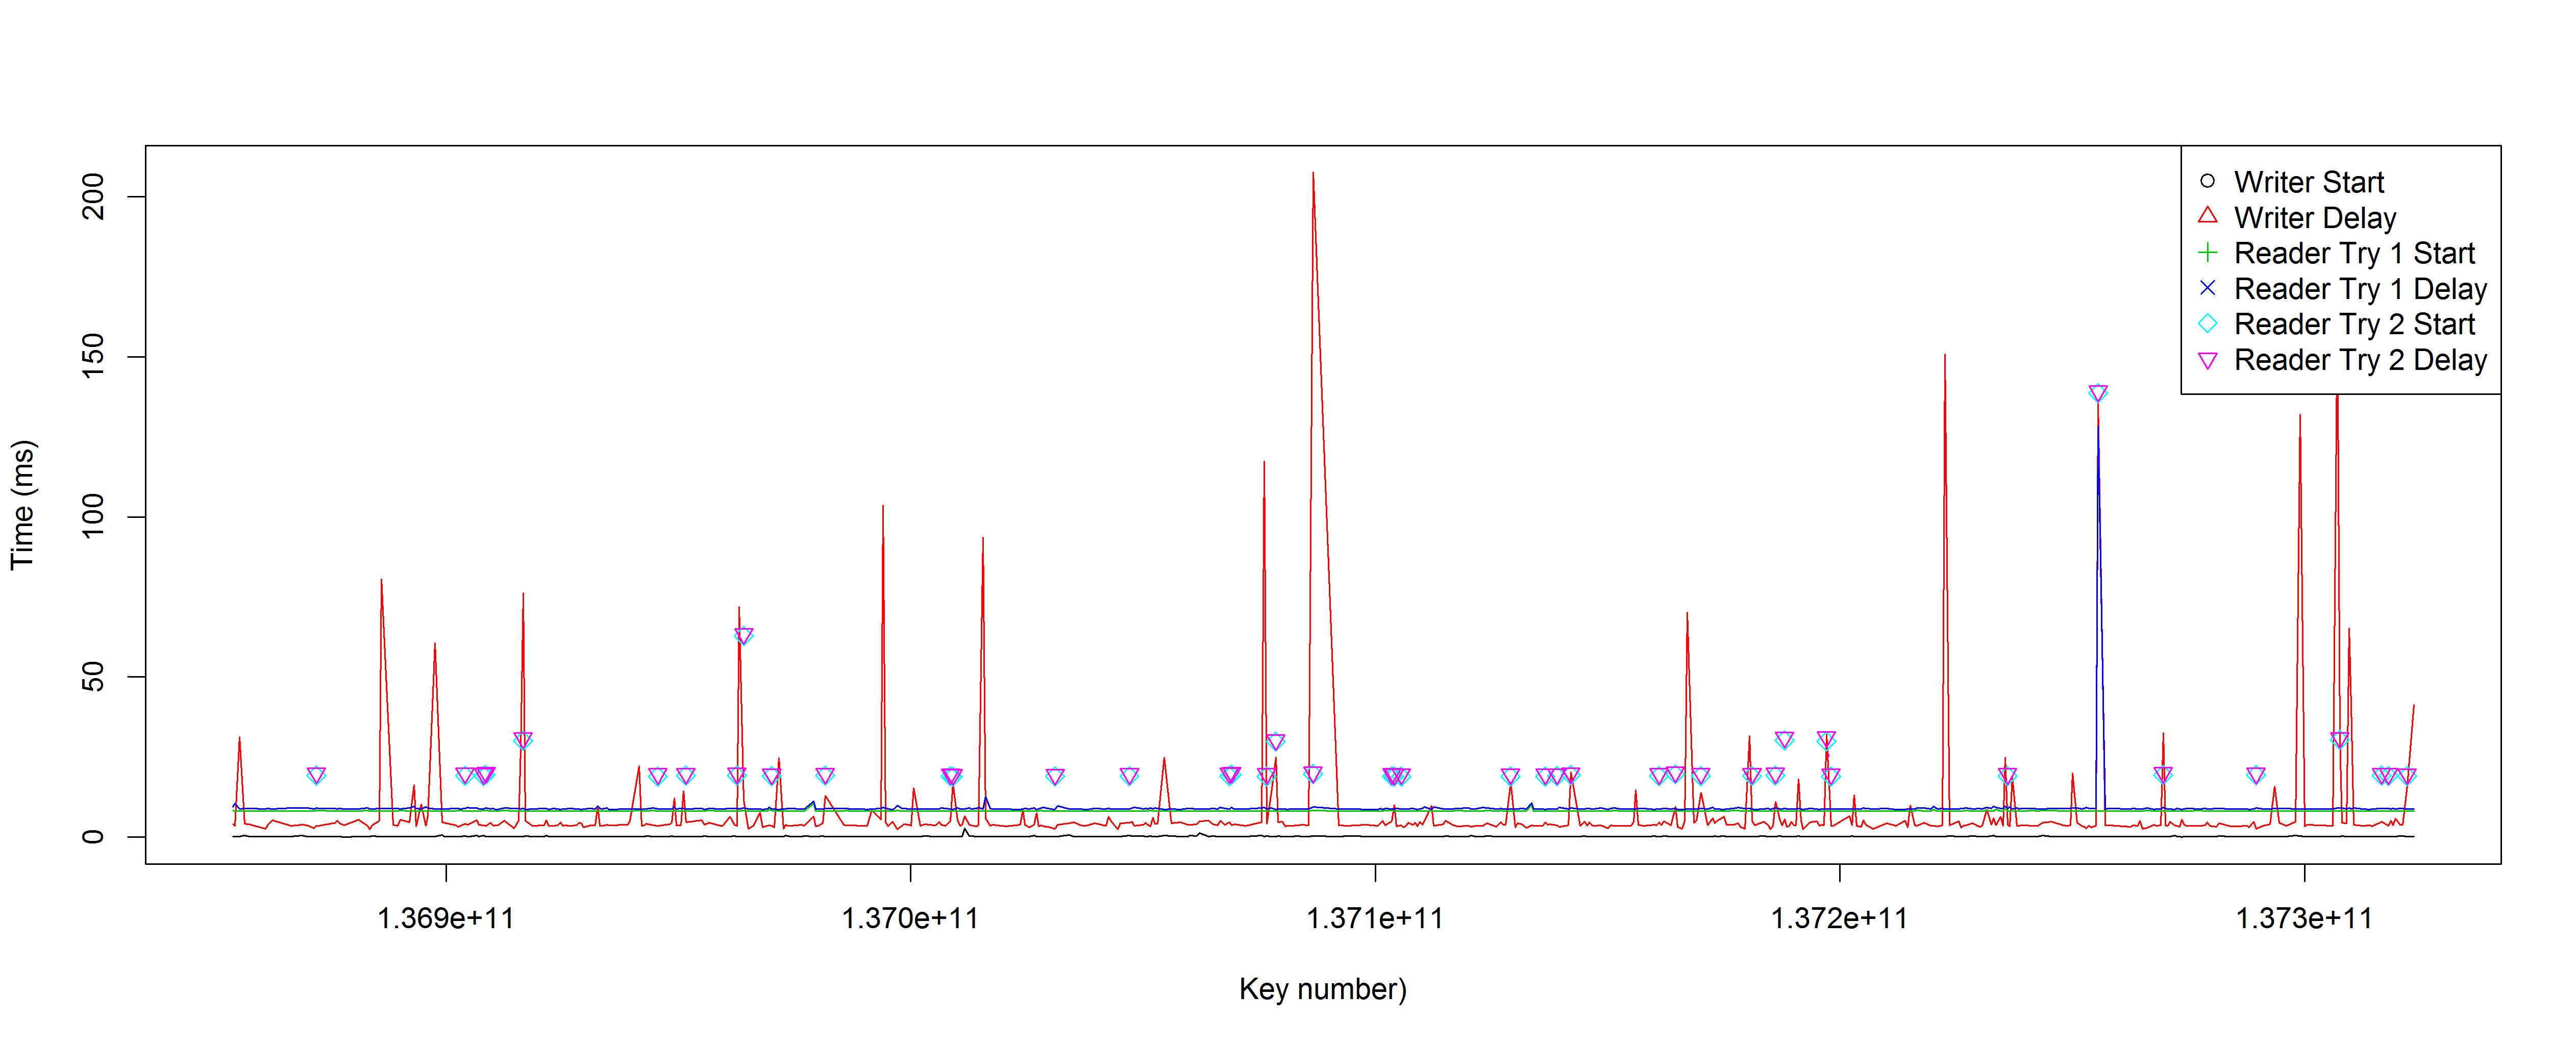 Time (ms)
200
150
100
50
0
Writer Start
Writer Delay
Reader Try 1 Start
Reader Try 1 Delay
Reader Try 2 Start
Reader Try 2 Delay
1.369e+11 1.370e+11 1.371e+11 1.372e+11 1.373e+11
Key number)